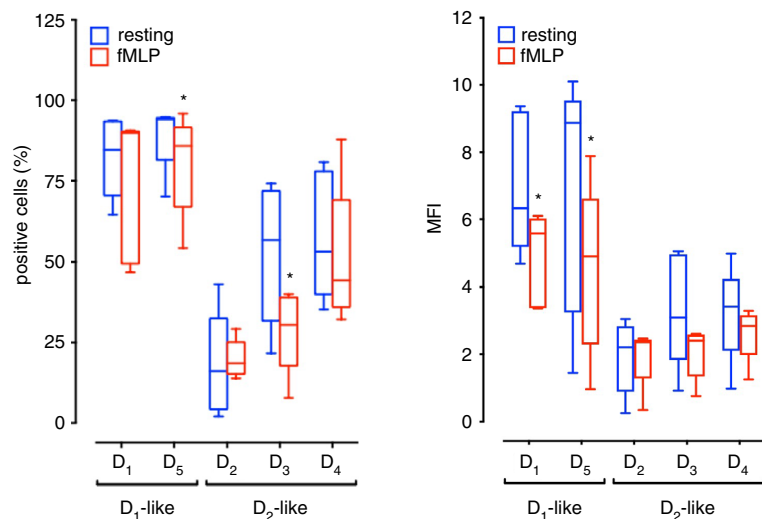 125
100
75
50
25
0
positive cells (%)
resting
fMLP
*
*
D₁ D₅ D₂ D₃ D₄
D₁-like D₂-like
12
10
8
6
4
2
0
MFI
resting
fMLP
*
*
D₁ D₅ D₂ D₃ D₄
D₁-like D₂-like